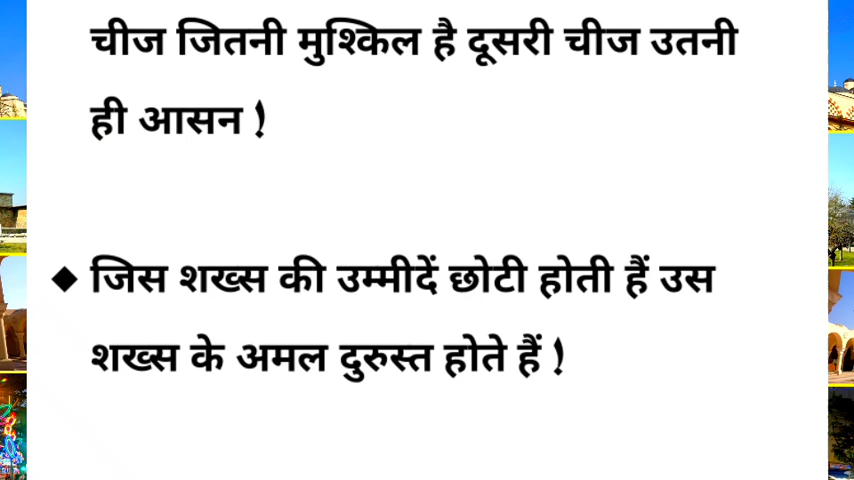 चीज जितनी मुश्किल है दूसरी चीज उतनी
ही आसन !
◆ जिस शख्स की उम्मीदें छोटी होती हैं उस
शख्स के अमल दुरुस्त होते हैं !